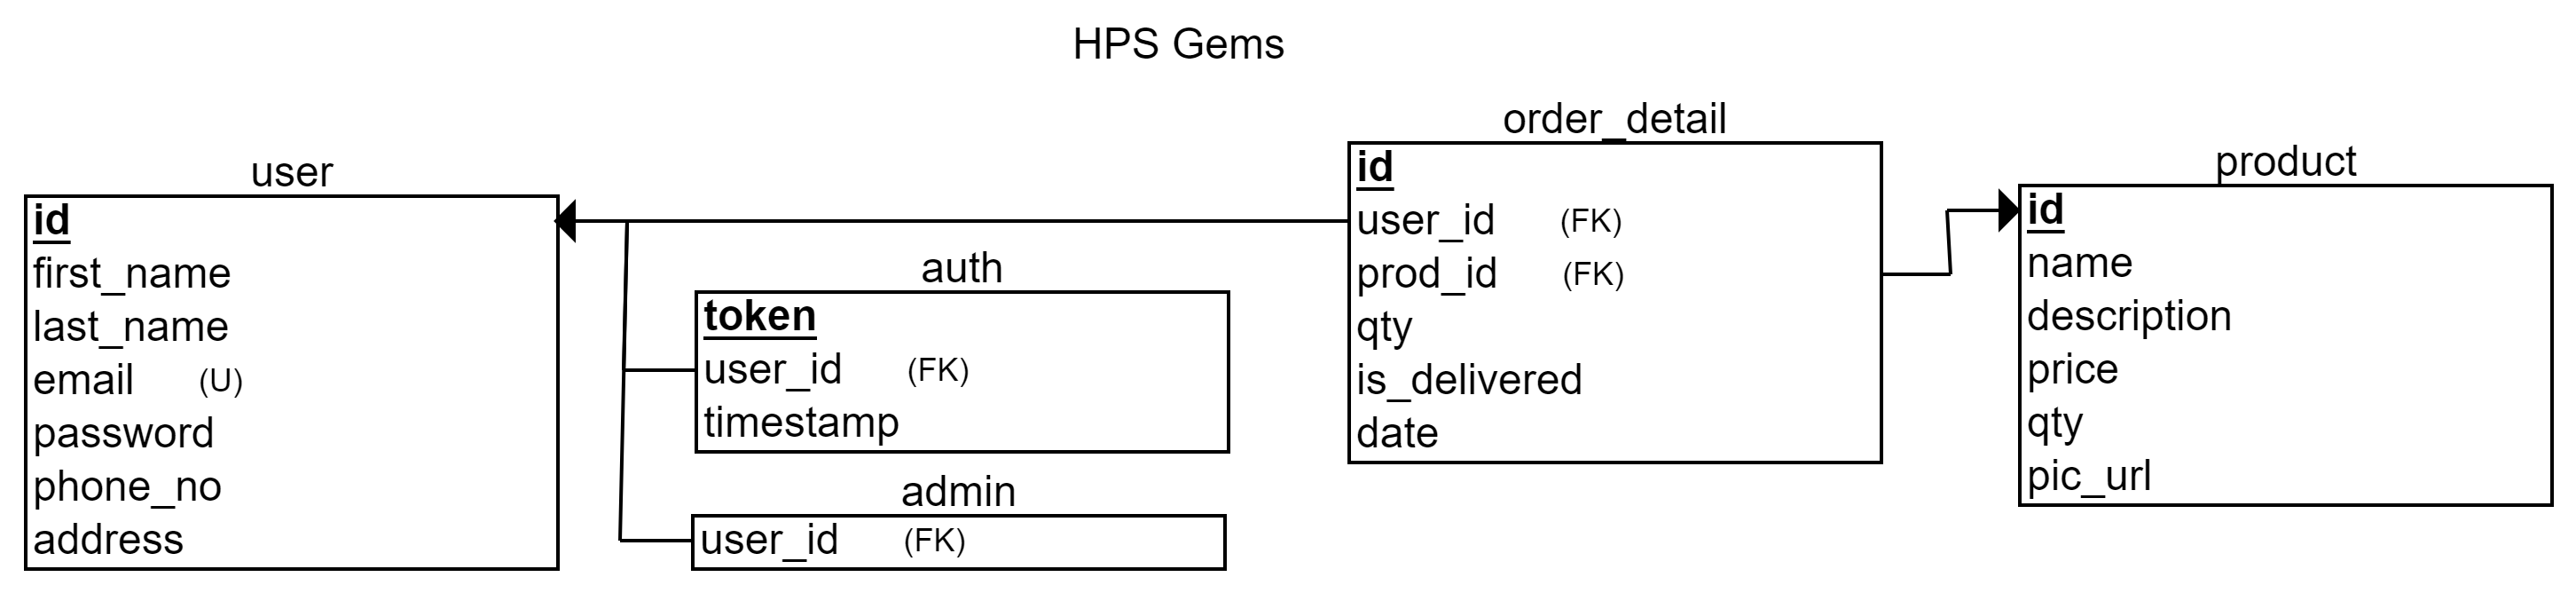 HPS Gems
user
id
first_name
last_name
email (U)
password
phone_no
address
auth
token
user_id (FK)
timestamp
admin
user_id (FK)
order_detail
id
user_id (FK)
prod_id (FK)
qty
is_delivered
date
product
id
name
description
price
qty
pic_url